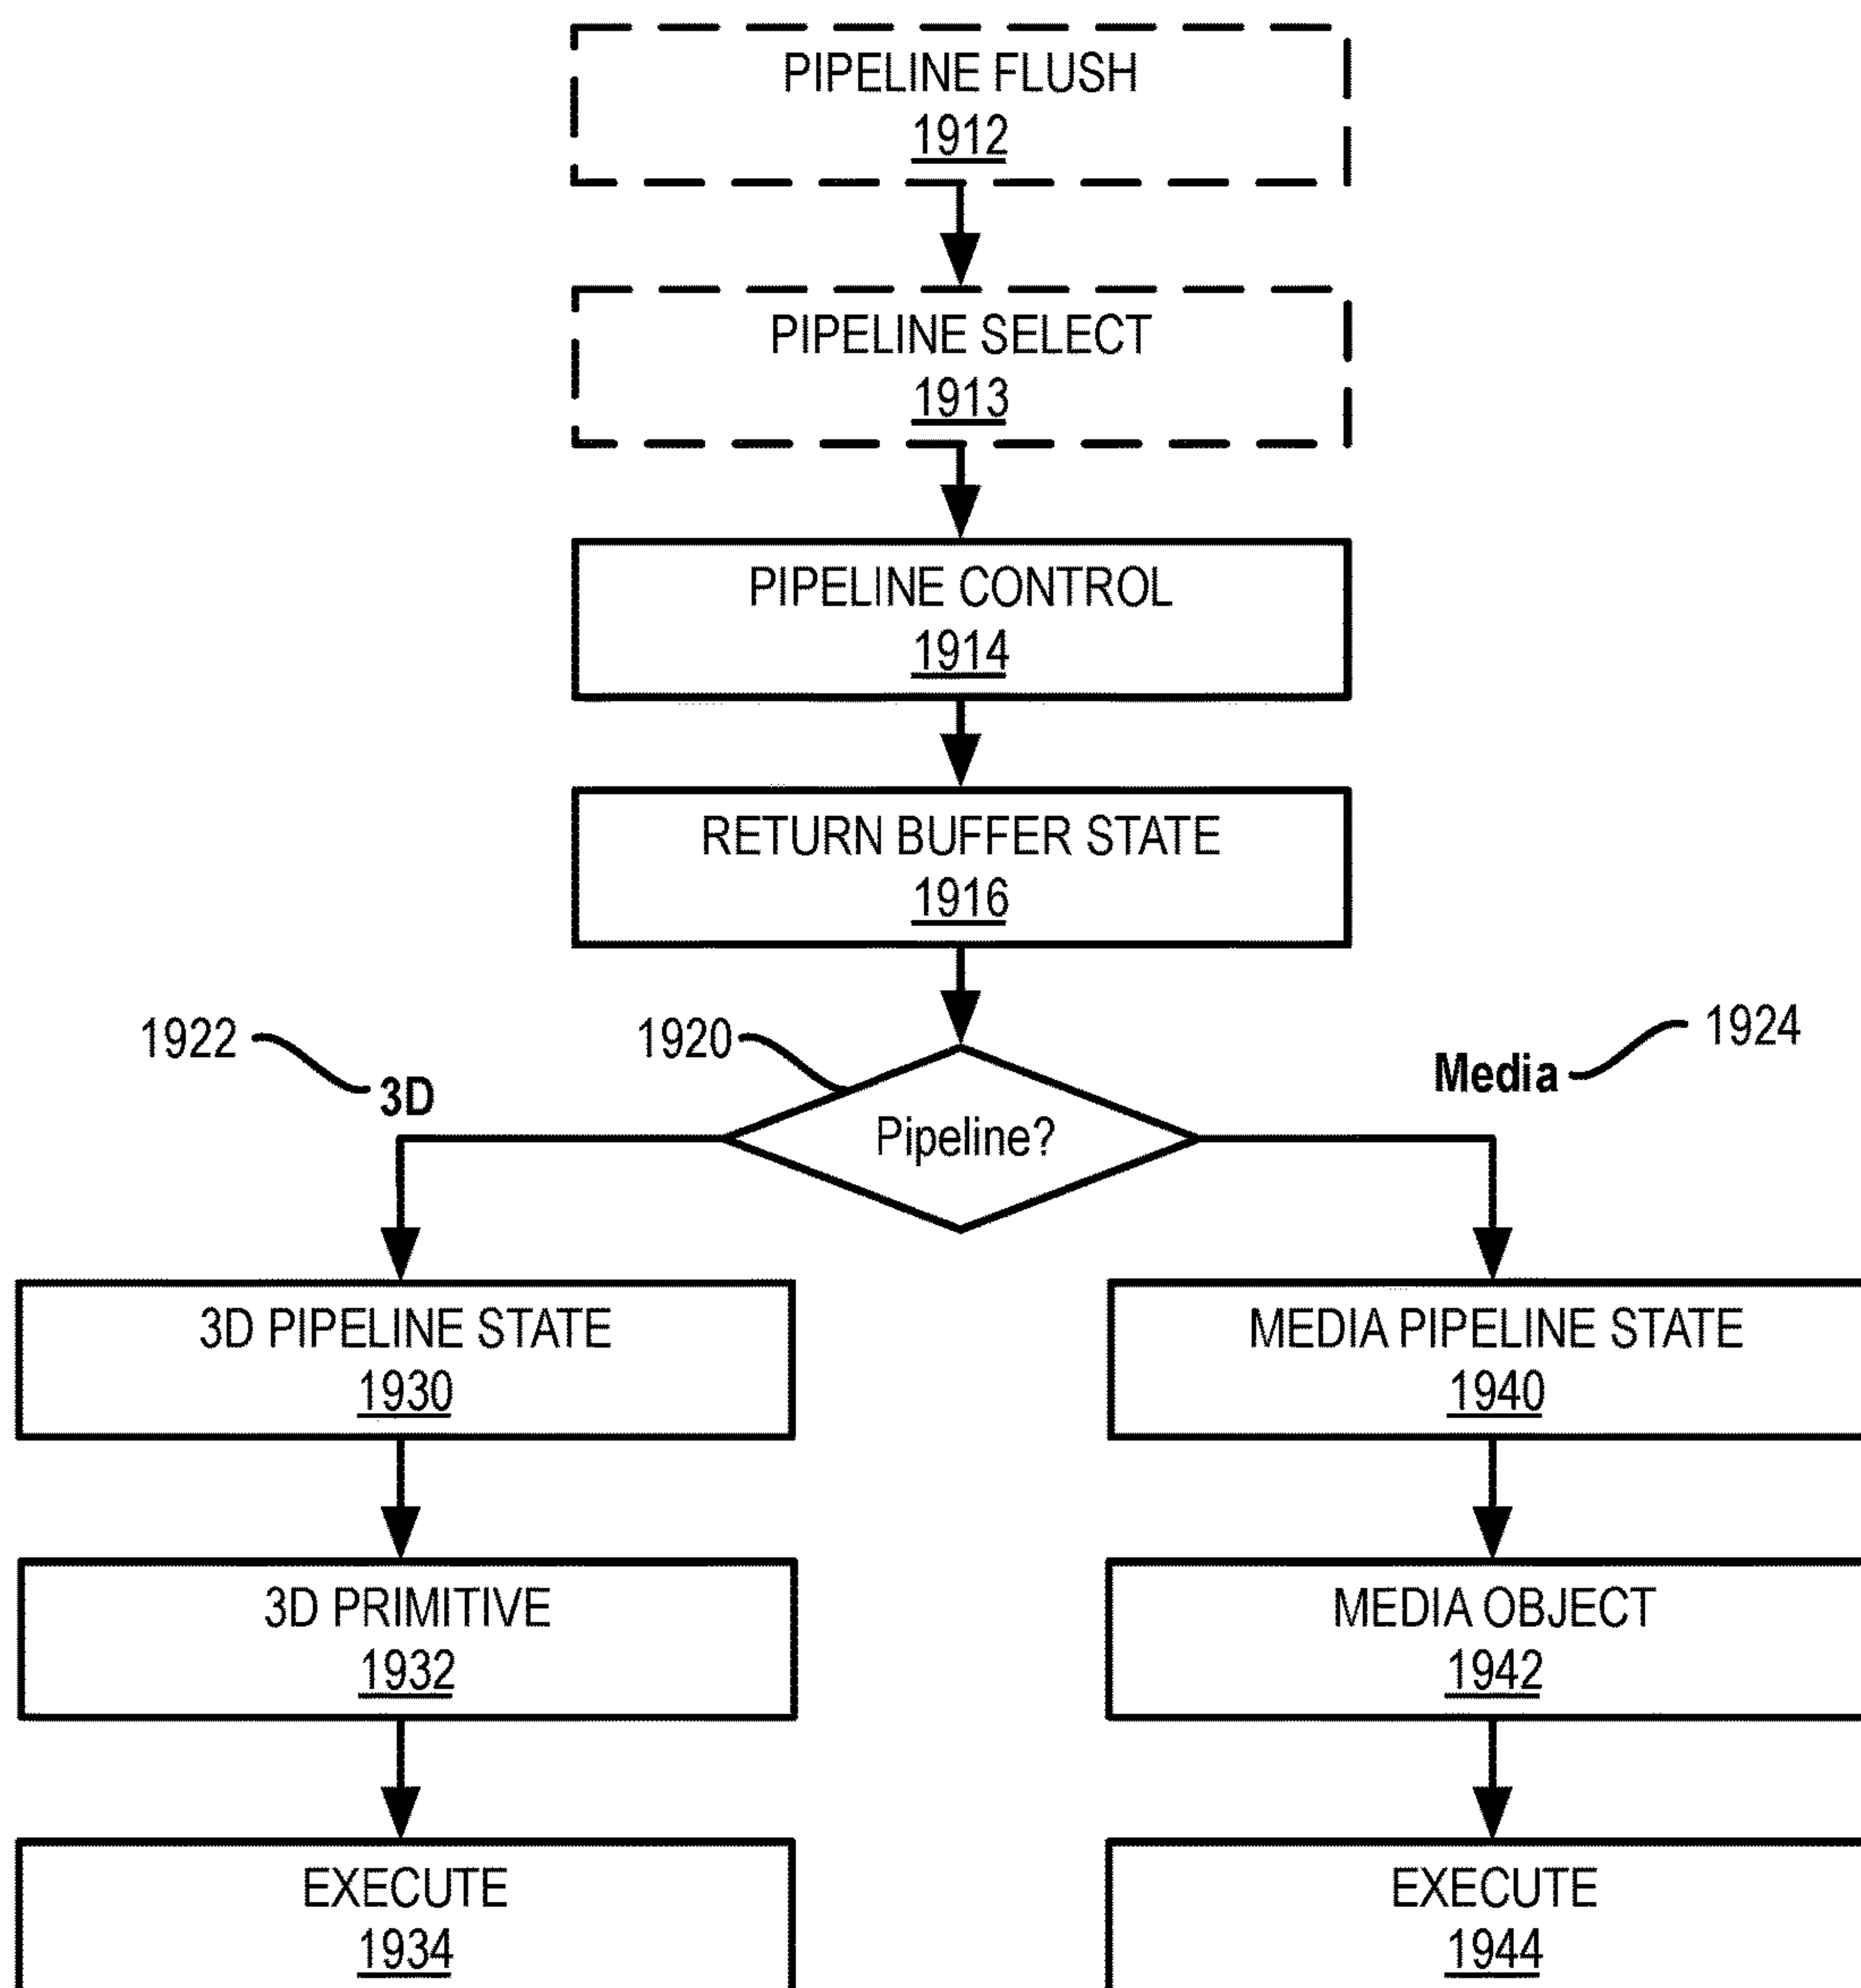 PIPELINE FLUSH
1912
PIPELINE SELECT
1913
PIPELINE CONTROL
1914
RETURN BUFFER STATE
1916
1922
3D
1920
Pipeline?
Media
1924
3D PIPELINE STATE
1930
MEDIA PIPELINE STATE
1940
3D PRIMITIVE
1932
MEDIA OBJECT
1942
EXECUTE
1934
EXECUTE
1944